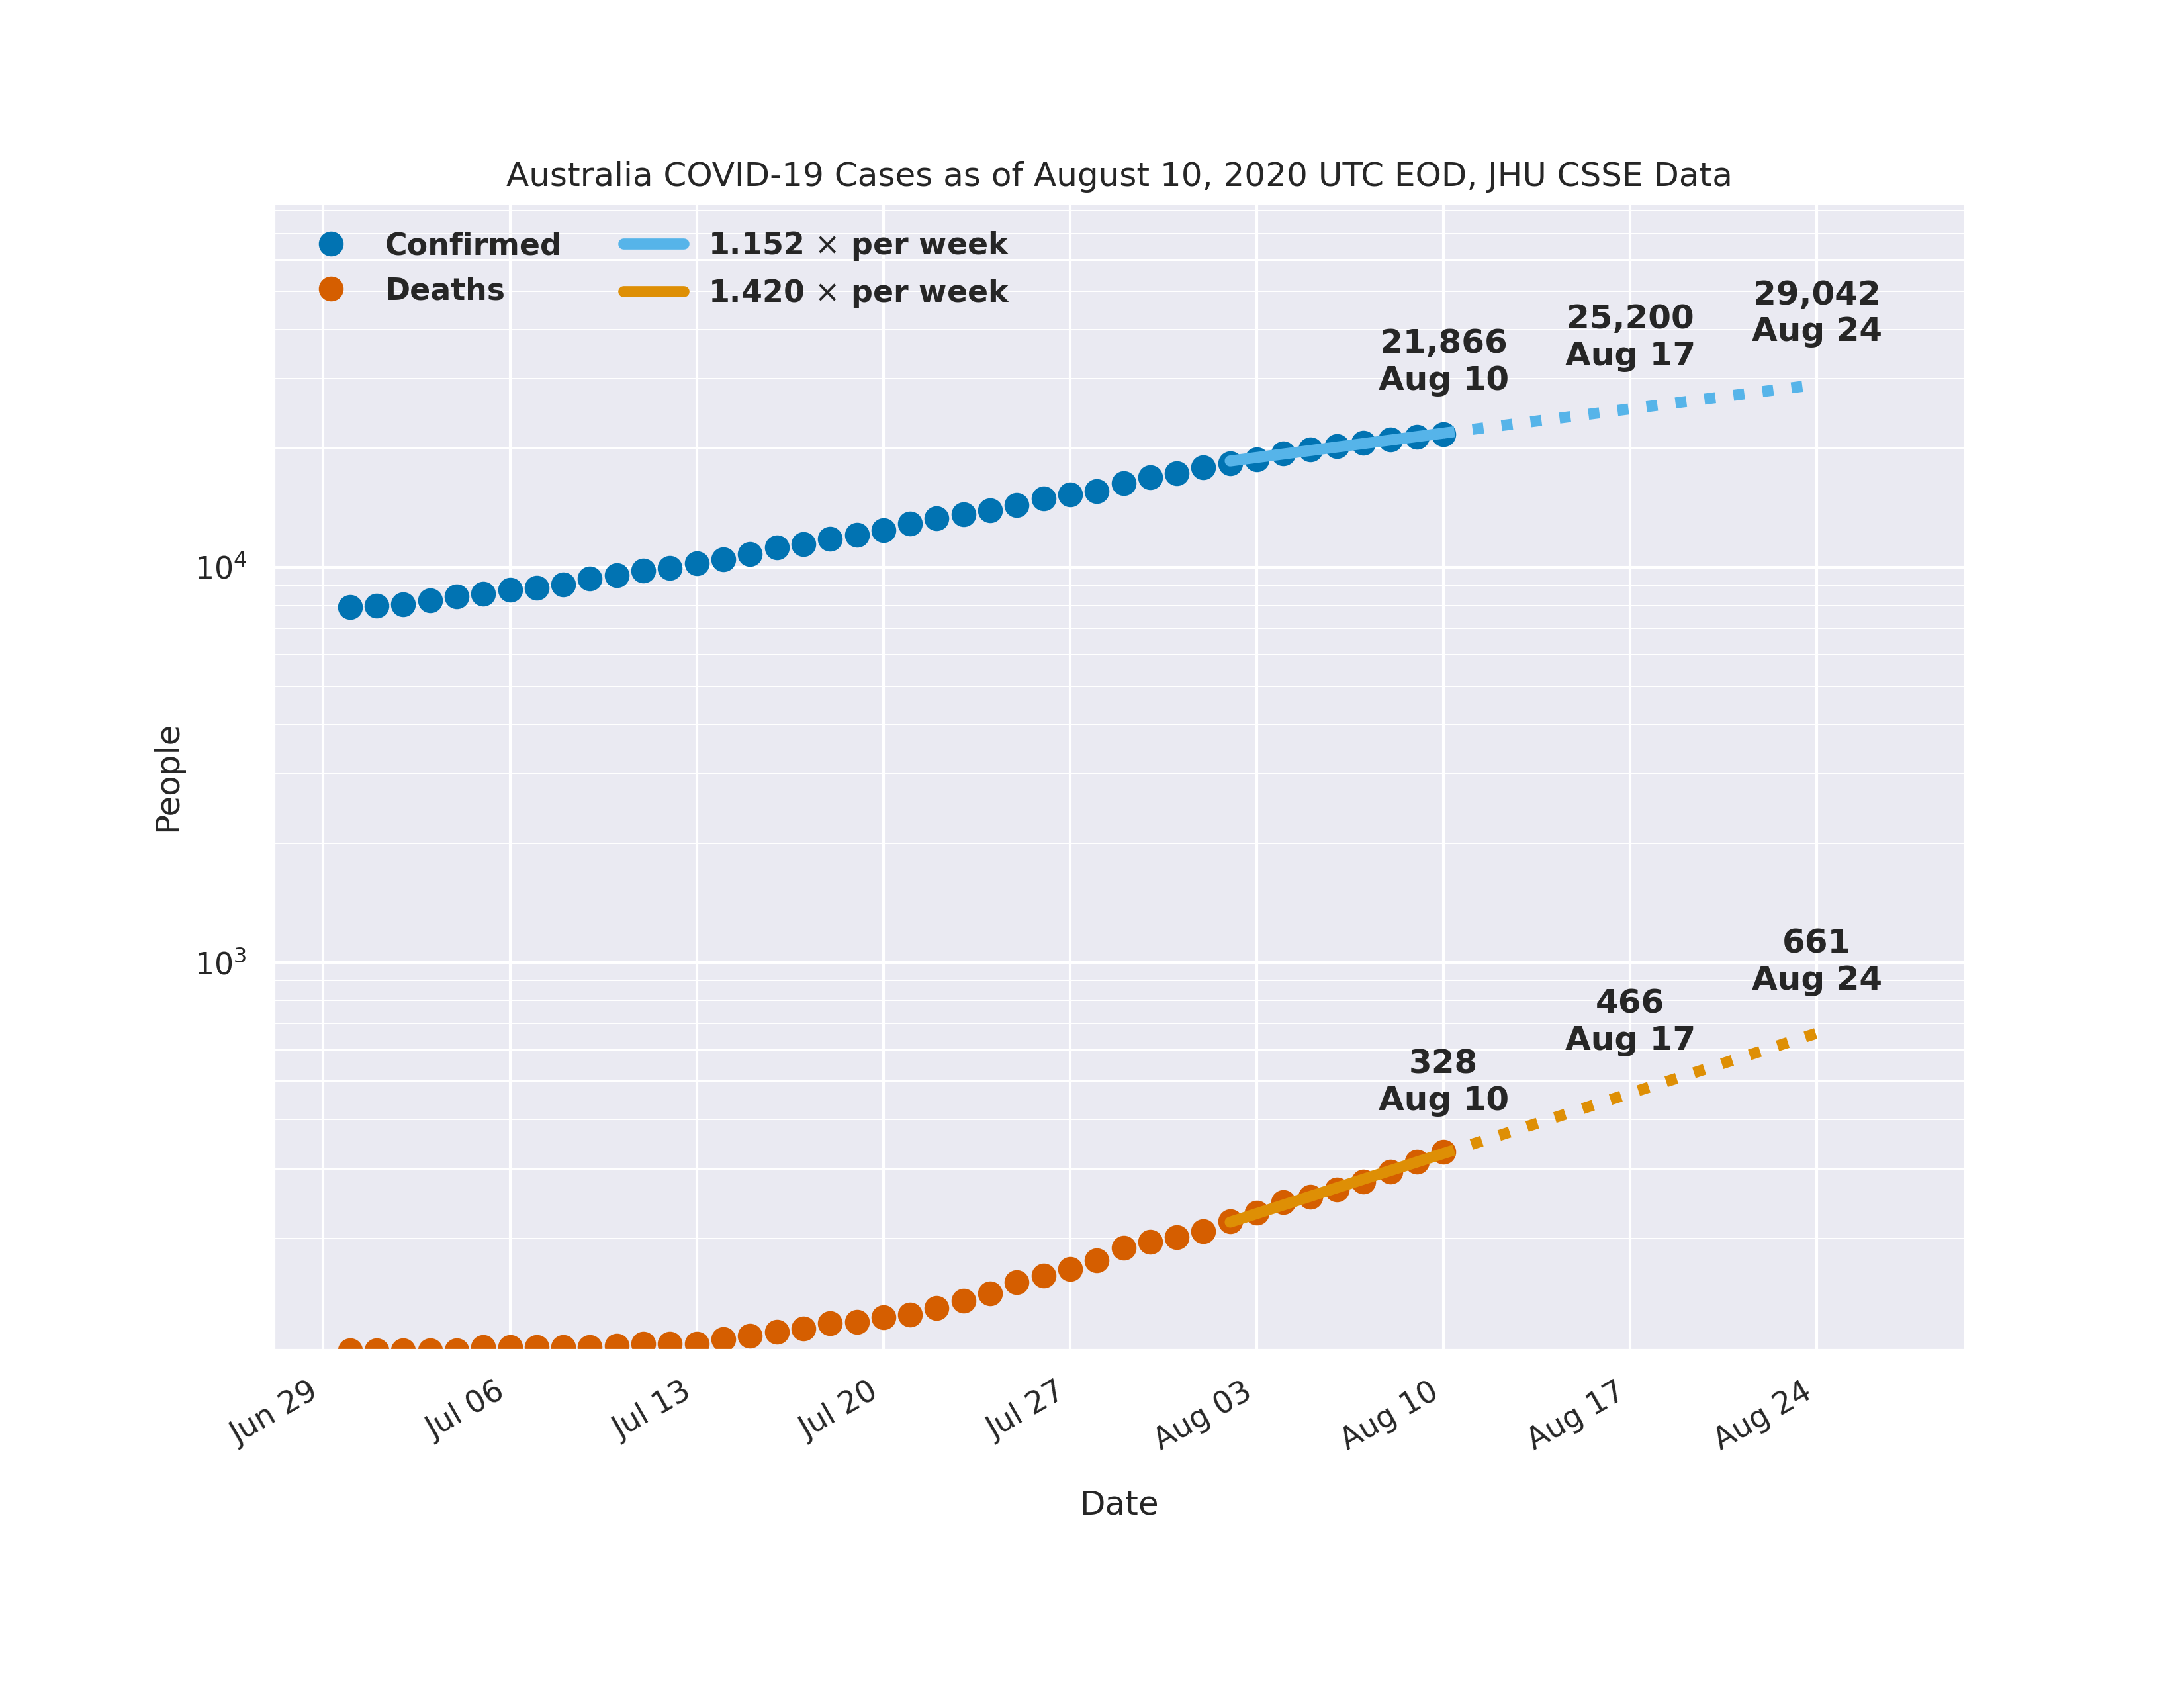 Australia COVID-19 Cases as of August 10, 2020 UTC EOD, JHU CSSE Data
Confirmed
Deaths
1.152 × per week
1.420 × per week
21,866
Aug 10
25,200
Aug 17
29,042
Aug 24
10⁴
People
10³
328
Aug 10
466
Aug 17
661
Aug 24
Jun 29
Jul 06
Jul 13
Jul 20
Jul 27
Aug 03
Aug 10
Aug 17
Aug 24
Date